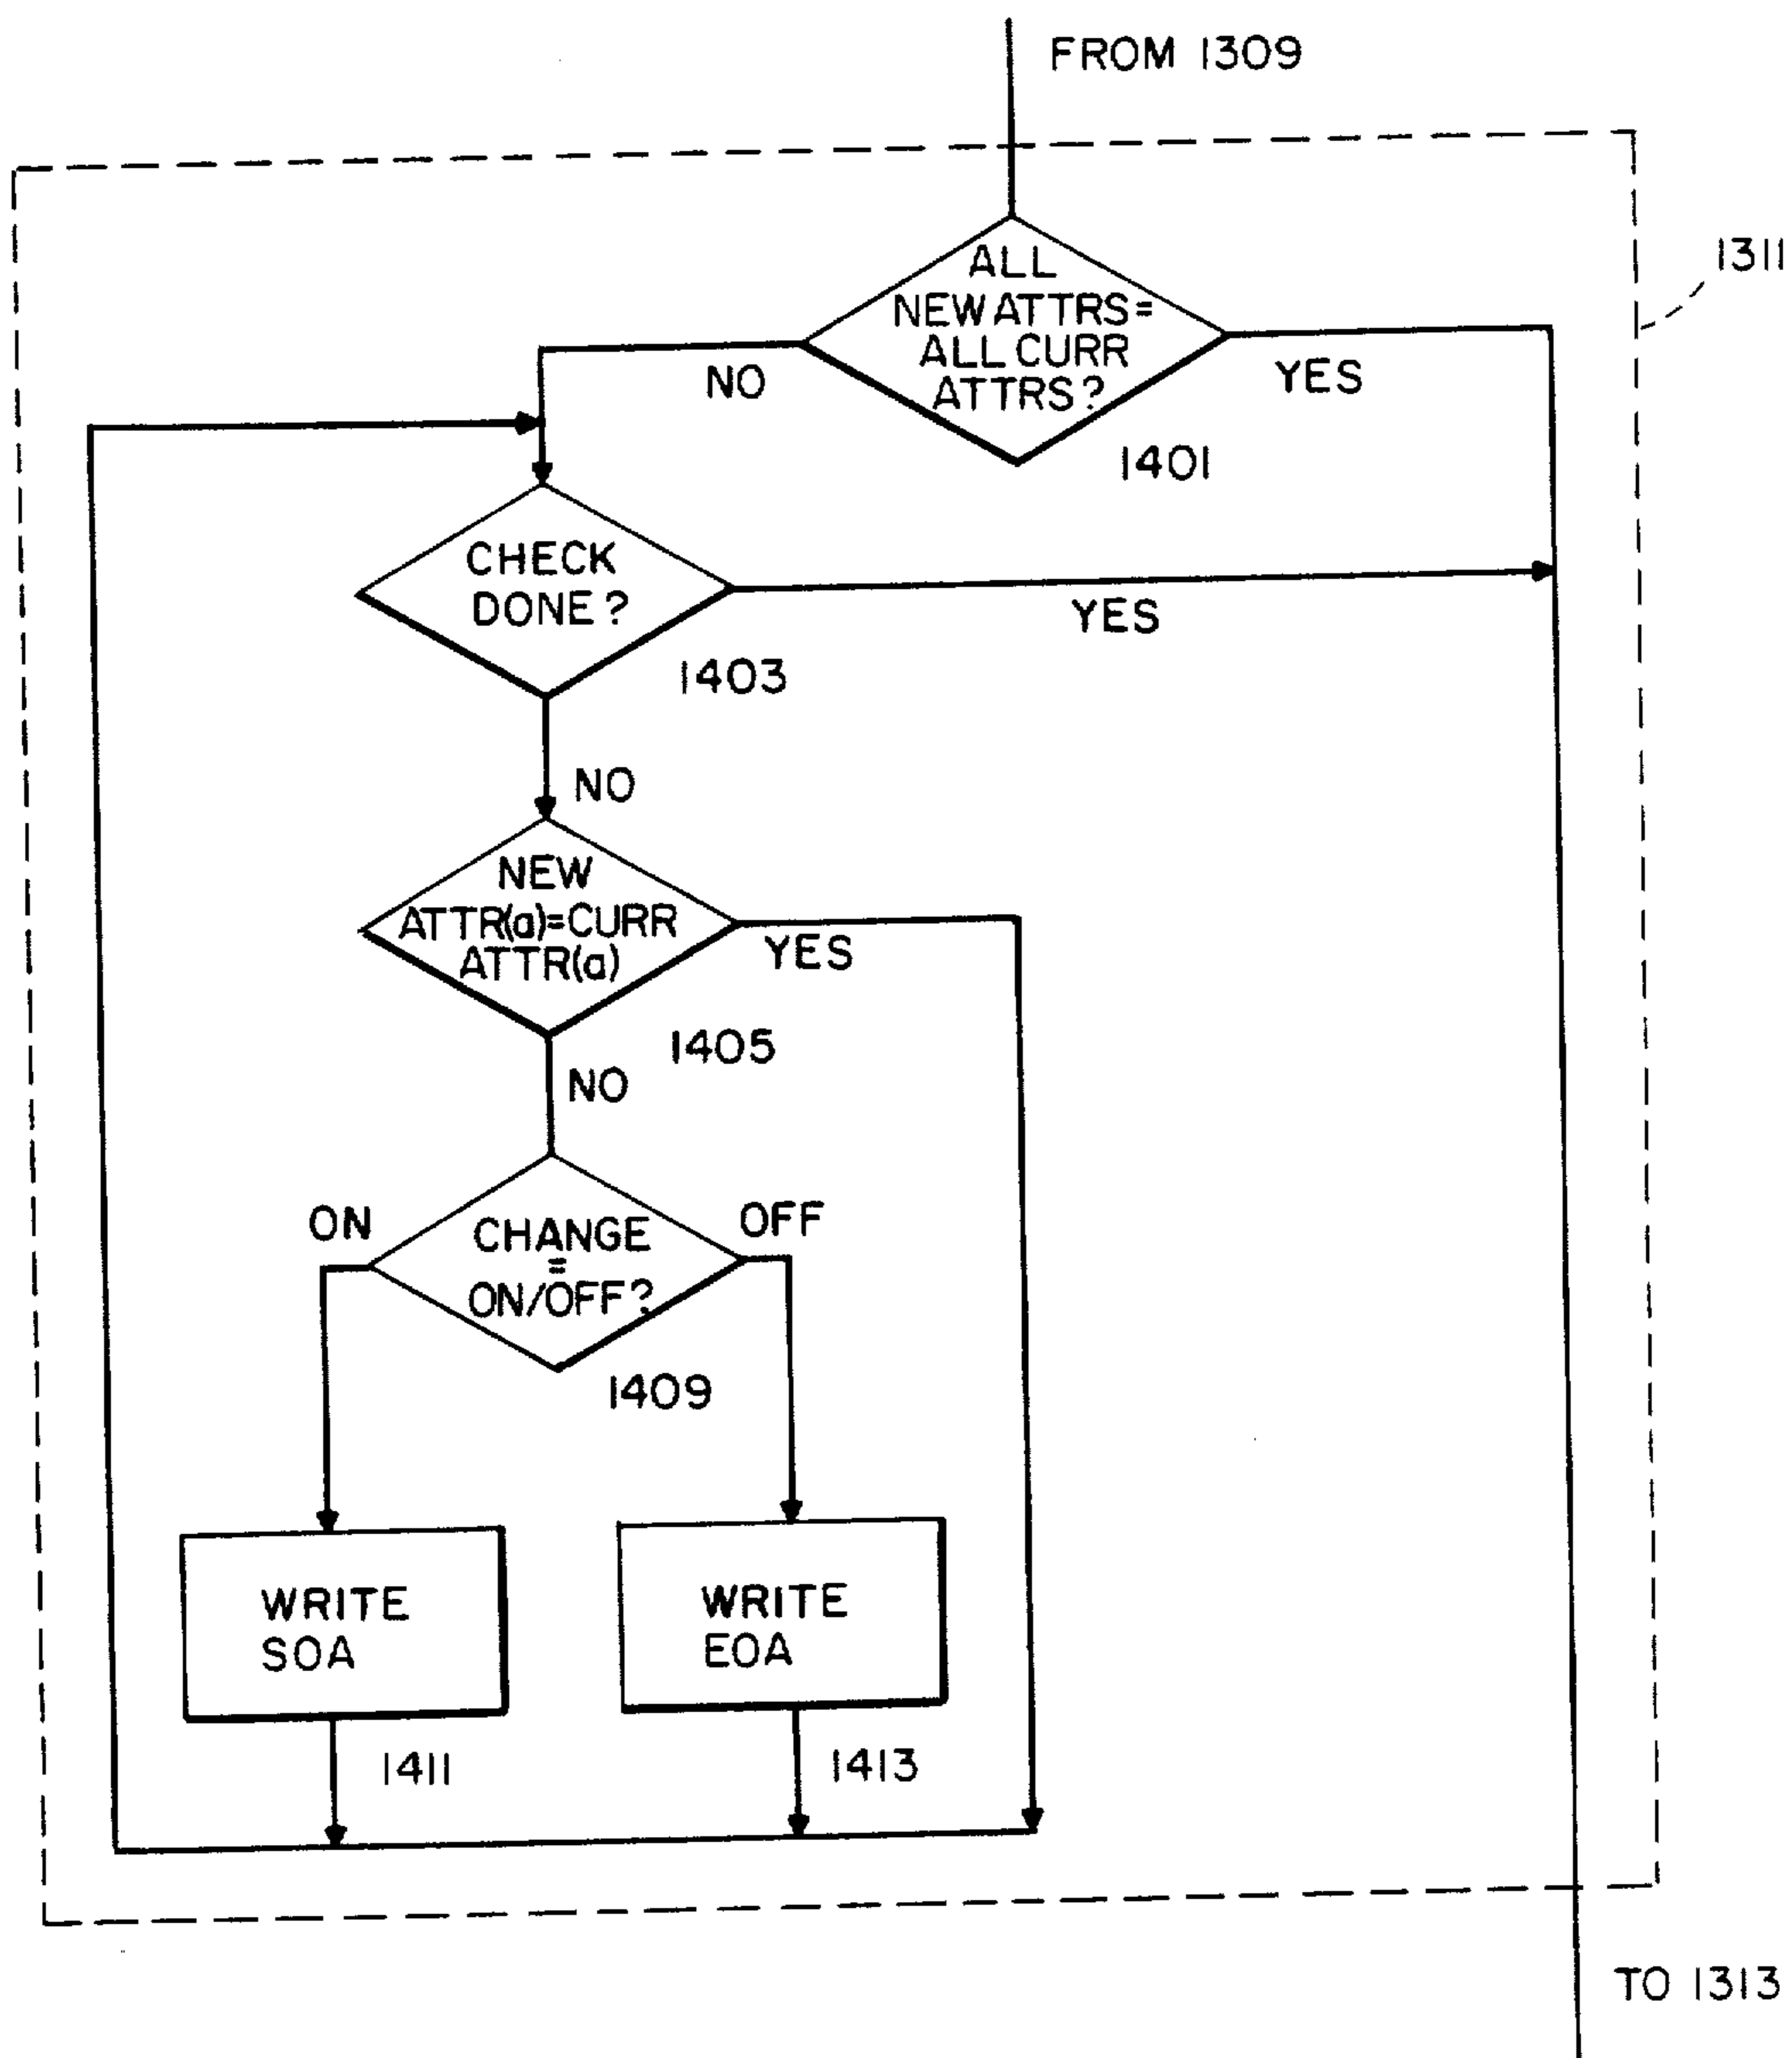 FROM 1309
1311
ALL
NEW ATTRS=
ALL CURR
ATTRS?
NO
YES
1401
CHECK
DONE?
YES
1403
NO
NEW
ATTR(a)=CURR
ATTR(a)
YES
1405
NO
ON
CHANGE
=
ON/OFF?
OFF
1409
WRITE
SOA
WRITE
EOA
1411
1413
TO 1313